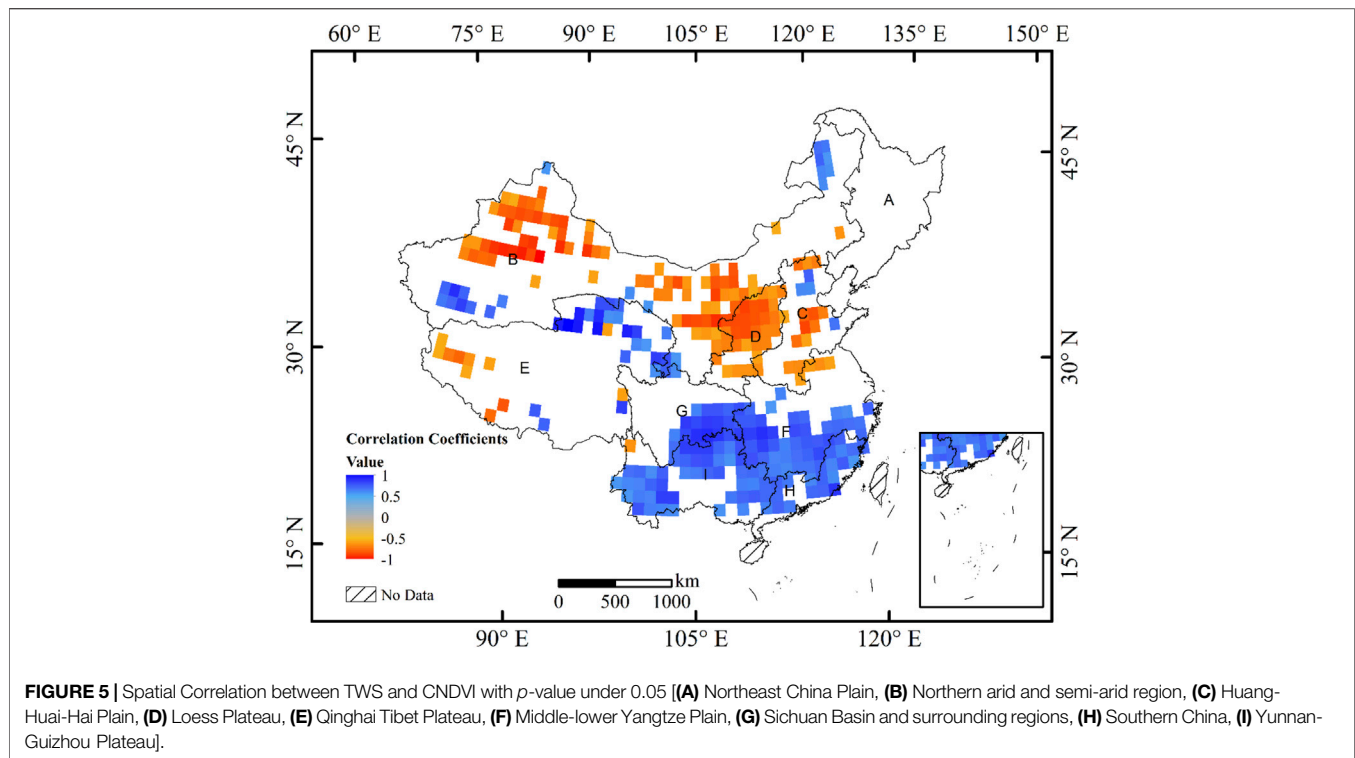 60° E 75° E 90° E 105° E 120° E 135° E 150° E
45° N
45° N
A
B
C
D
30° N
30° N
E
G
F
Correlation Coefficients
Value
1
0.5
0
-0.5
-1
I
H
No Data
km
0 500 1000
15° N
15° N
90° E 105° E 120° E
FIGURE 5 | Spatial Correlation between TWS and CNDVI with p-value under 0.05 [(A) Northeast China Plain, (B) Northern arid and semi-arid region, (C) Huang-
Huai-Hai Plain, (D) Loess Plateau, (E) Qinghai Tibet Plateau, (F) Middle-lower Yangtze Plain, (G) Sichuan Basin and surrounding regions, (H) Southern China, (I) Yunnan-
Guizhou Plateau].